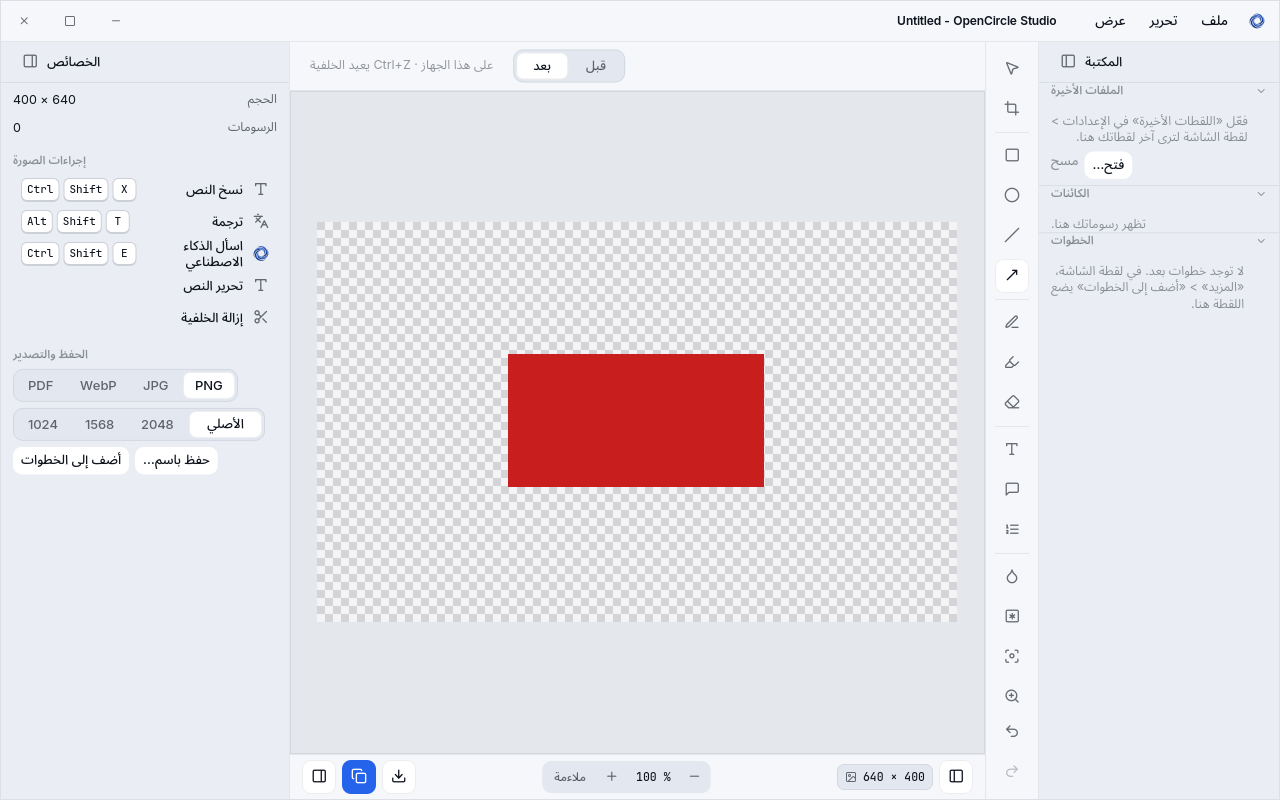 ملف
تحرير
عرض
Untitled - OpenCircle Studio
المكتبة
الملفات الأخيرة
فعّل «اللقطات الأخيرة» في الإعدادات >
لقطة الشاشة لترى آخر لقطاتك هنا.
فتح...
مسح
الكائنات
تظهر رسوماتك هنا.
الخطوات
لا توجد خطوات بعد. في لقطة الشاشة،
«المزيد» > «أضف إلى الخطوات» يضع
اللقطة هنا.
قبل
بعد
على هذا الجهاز · Ctrl+Z يعيد الخلفية
640 × 400
100 %
ملاءمة
الخصائص
الحجم 640 × 400
الرسومات 0
إجراءات الصورة
نسخ النص Ctrl Shift X
ترجمة Alt Shift T
اسأل الذكاء
الاصطناعي Ctrl Shift E
تحرير النص
إزالة الخلفية
الحفظ والتصدير
PNG JPG WebP PDF
الأصلي 2048 1568 1024
حفظ باسم...
أضف إلى الخطوات